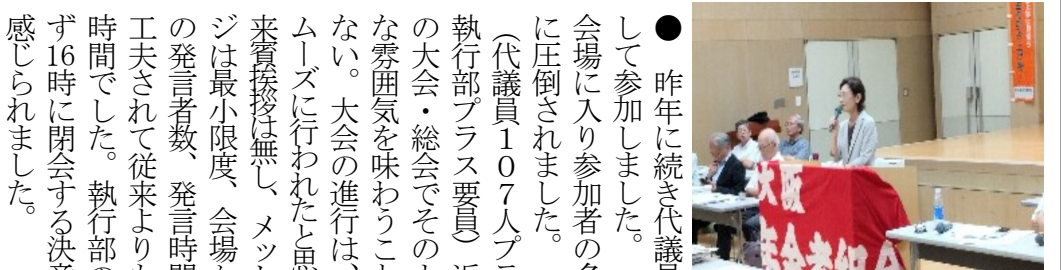 ● 昨年に続き代議員
して参加しました。
会場に入り参加者の多
に圧倒されました。
(代議員107人プラ
執行部プラス要員)近
の大会・総会でその
な雰囲気を味わうこ
ない。大会の進行は、
ムーズに行われたと思
来賓挨拶は無し、メッ
ジは最小限度、会場
の発言者数、発言時間
工夫されて従来より
時間でした。執行部の
ず16時に閉会する決意
感じられました。
大阪